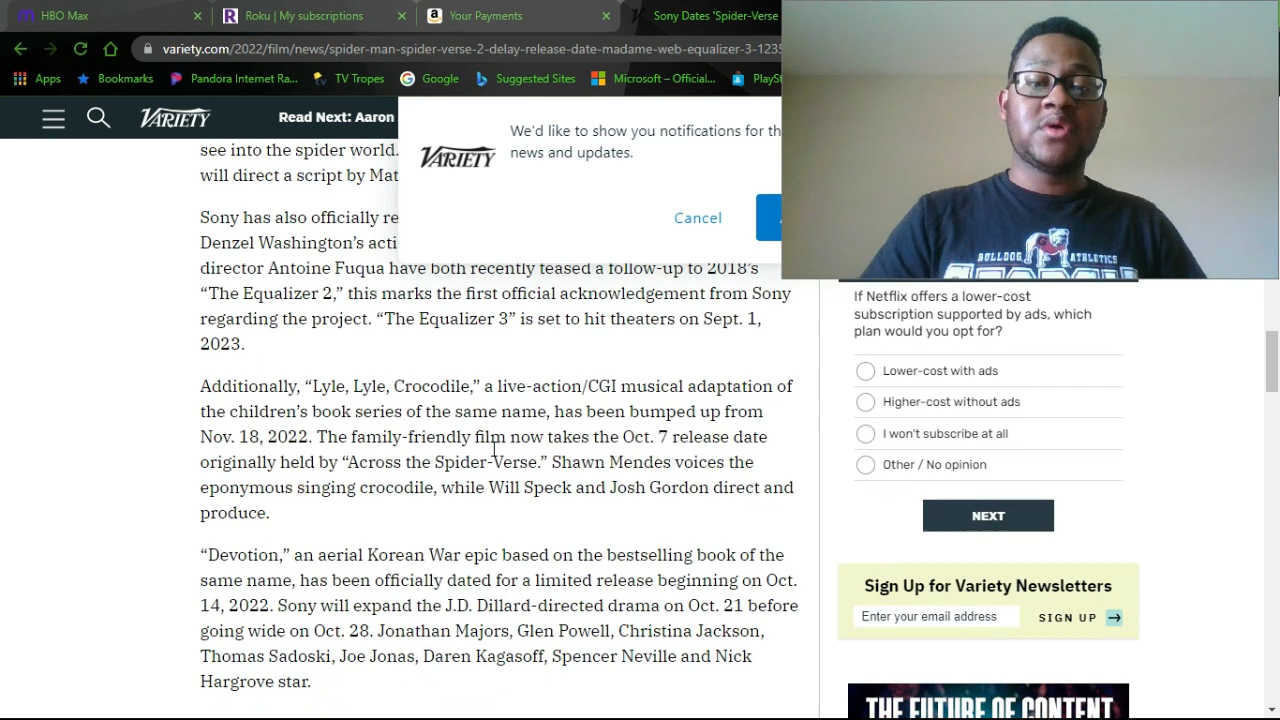 HBO Max
Roku | My subscriptions
Your Payments
Sony Dates 'Spider-Verse
variety.com/2022/film/news/spider-man-spider-verse-2-delay-release-date-madame-web-equalizer-3-1235
Apps
Bookmarks
Pandora Internet Ra...
TV Tropes
Google
Suggested Sites
Microsoft – Official...
PlaySt
VARIETY
Read Next: Aaron
We'd like to show you notifications for th
news and updates.
VARIETY
Cancel
see into the spider world.
will direct a script by Mat
Sony has also officially re
Denzel Washington's acti
director Antoine Fuqua have both recently teased a follow-up to 2018's
“The Equalizer 2,” this marks the first official acknowledgement from Sony
regarding the project. “The Equalizer 3” is set to hit theaters on Sept. 1,
2023.
Additionally, “Lyle, Lyle, Crocodile,” a live-action/CGI musical adaptation of
the children's book series of the same name, has been bumped up from
Nov. 18, 2022. The family-friendly film now takes the Oct. 7 release date
originally held by “Across the Spider-Verse.” Shawn Mendes voices the
eponymous singing crocodile, while Will Speck and Josh Gordon direct and
produce.
“Devotion,” an aerial Korean War epic based on the bestselling book of the
same name, has been officially dated for a limited release beginning on Oct.
14, 2022. Sony will expand the J.D. Dillard-directed drama on Oct. 21 before
going wide on Oct. 28. Jonathan Majors, Glen Powell, Christina Jackson,
Thomas Sadoski, Joe Jonas, Daren Kagasoff, Spencer Neville and Nick
Hargrove star.
BULLDOG ATHLETICS
If Netflix offers a lower-cost
subscription supported by ads, which
plan would you opt for?
Lower-cost with ads
Higher-cost without ads
I won't subscribe at all
Other / No opinion
NEXT
Sign Up for Variety Newsletters
Enter your email address
SIGN UP
THE FUTURE OF CONTENT